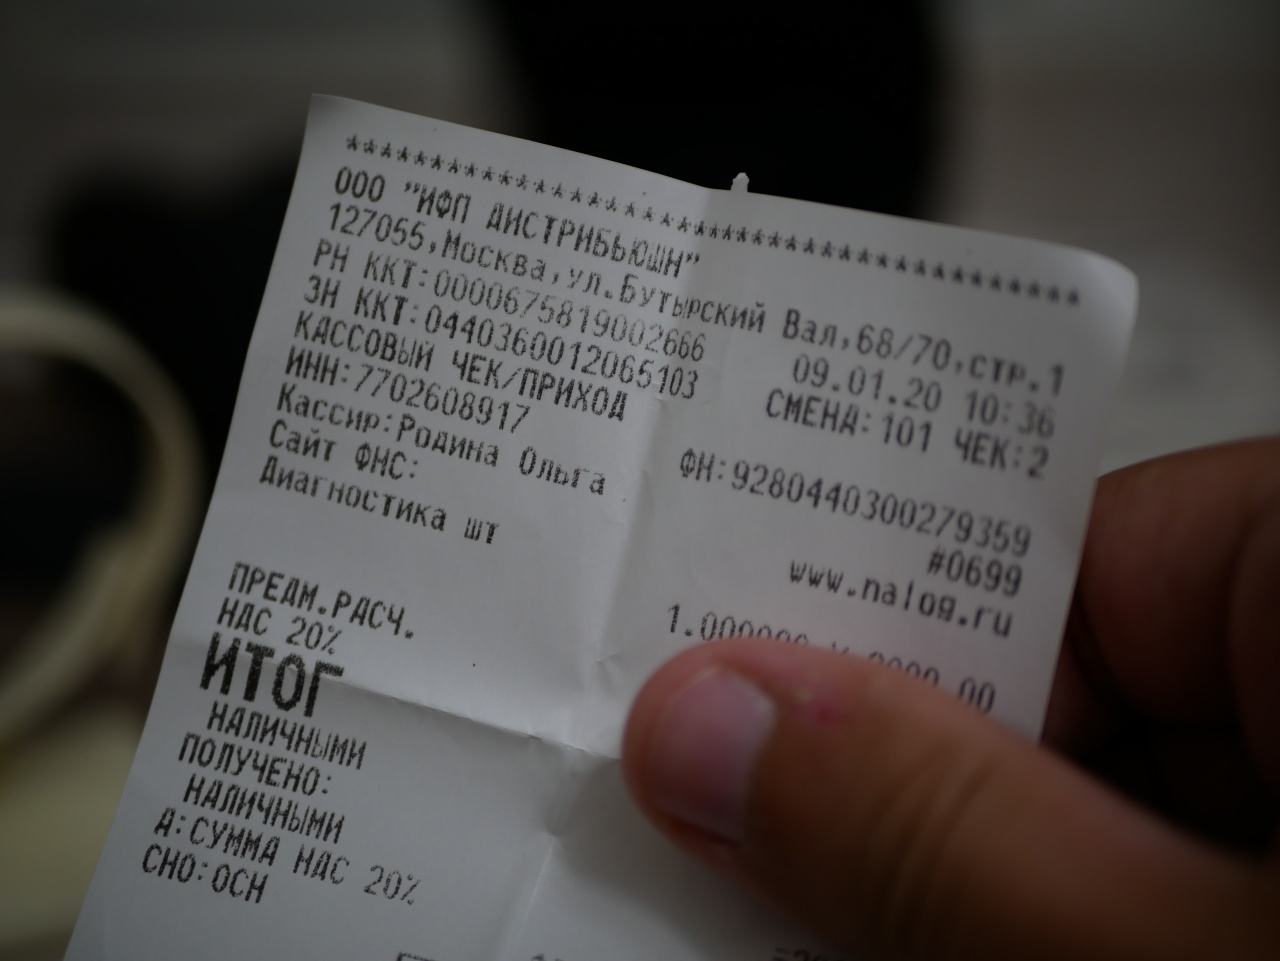 ****************************************
ООО "ИФП ДИСТРИБЬЮШН"
127055,Москва,ул.Бутырский Вал,68/70,стр.1
РН ККТ:0000675819002666 09.01.20 10:36
ЗН ККТ:0440360012065103 СМЕНА:101 ЧЕК:2
КАССОВЫЙ ЧЕК/ПРИХОД
ИНН:7702608917 ФН:9280440300279359
Кассир:Родина Ольга #0699
Сайт ФНС: www.nalog.ru
Диагностика шт
ПРЕДМ.РАСЧ.
НДС 20%
ИТОГ
НАЛИЧНЫМИ
ПОЛУЧЕНО:
НАЛИЧНЫМИ
А:СУММА НДС 20%
СНО:ОСН